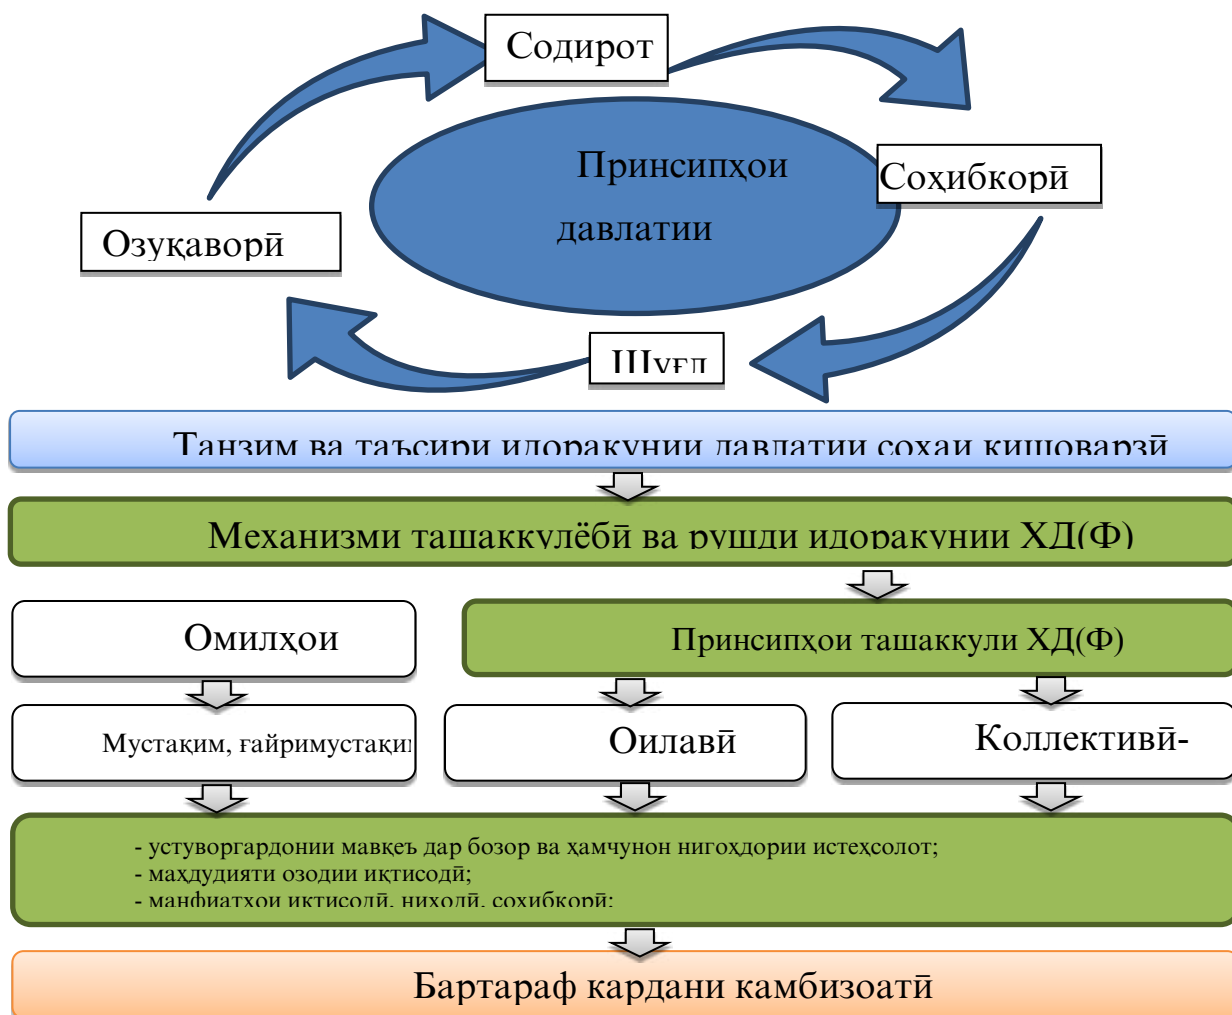 Содирот
Принсипҳои
давлатии
Соҳибкорӣ
Озуқаворӣ
Шуғл
Танзим ва таъсири идоракунии давлатии соҳаи кишоварзӣ
Механизми ташаккулёбӣ ва рушди идоракунии ХД(Ф)
Омилҳои
Принсипҳои ташаккули ХД(Ф)
Мустақим, ғайримустақим
Оилавӣ
Коллективӣ-
- устуворгардонии мавқеъ дар бозор ва ҳамчунон нигоҳдории истеҳсолот;
- маҳдудияти озодии иқтисодӣ;
- манфиатҳои иқтисодӣ, ниҳодӣ, соҳибкорӣ;
Бартараф кардани камбизоатӣ